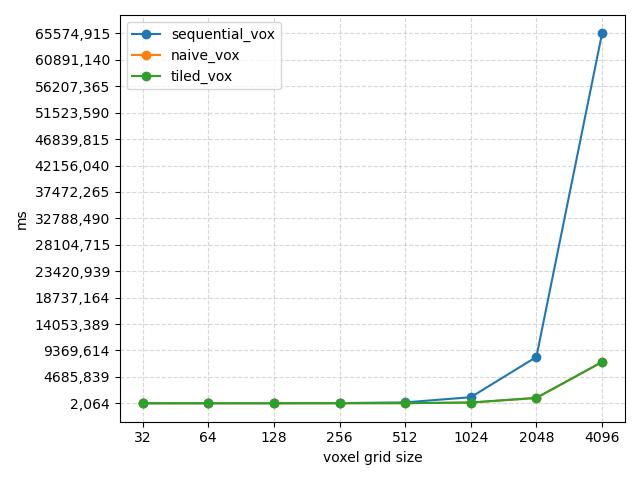 65574,915
60891,140
56207,365
51523,590
46839,815
42156,040
37472,265
32788,490
28104,715
23420,939
18737,164
14053,389
9369,614
4685,839
2,064
ms
sequential_vox
naive_vox
tiled_vox
32 64 128 256 512 1024 2048 4096
voxel grid size